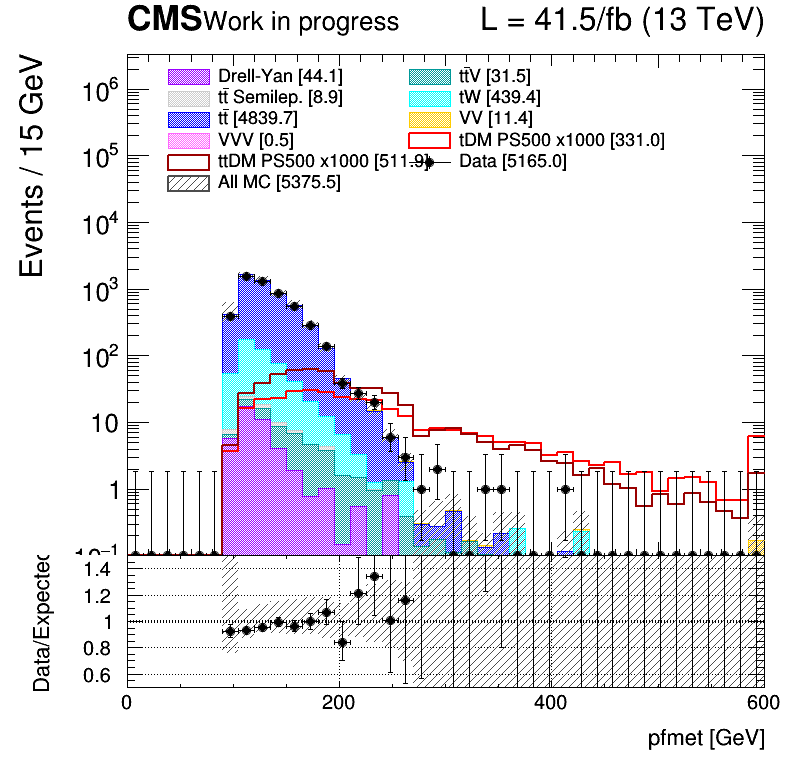 CMS Work in progress L = 41.5/fb (13 TeV)
Events / 15 GeV
Drell-Yan [44.1] tt̄V [31.5]
tt̄ Semilep. [8.9] tW [439.4]
tt̄ [4839.7] VV [11.4]
VVV [0.5] tDM PS500 x1000 [331.0]
ttDM PS500 x1000 [511.9] Data [5165.0]
All MC [5375.5]
10⁶
10⁵
10⁴
10³
10²
10
1
10⁻¹
Data/Expected
1.4
1.2
1
0.8
0.6
0 200 400 600
pfmet [GeV]